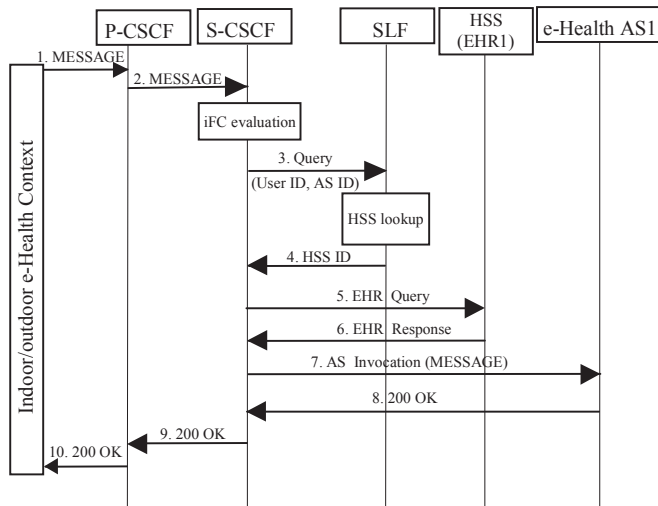 P-CSCF
S-CSCF
SLF
HSS
(EHR1)
e-Health AS1
1. MESSAGE
2. MESSAGE
iFC evaluation
3. Query
(User ID, AS ID)
HSS lookup
4. HSS ID
5. EHR Query
6. EHR Response
7. AS Invocation (MESSAGE)
8. 200 OK
9. 200 OK
10. 200 OK
Indoor/outdoor e-Health Context